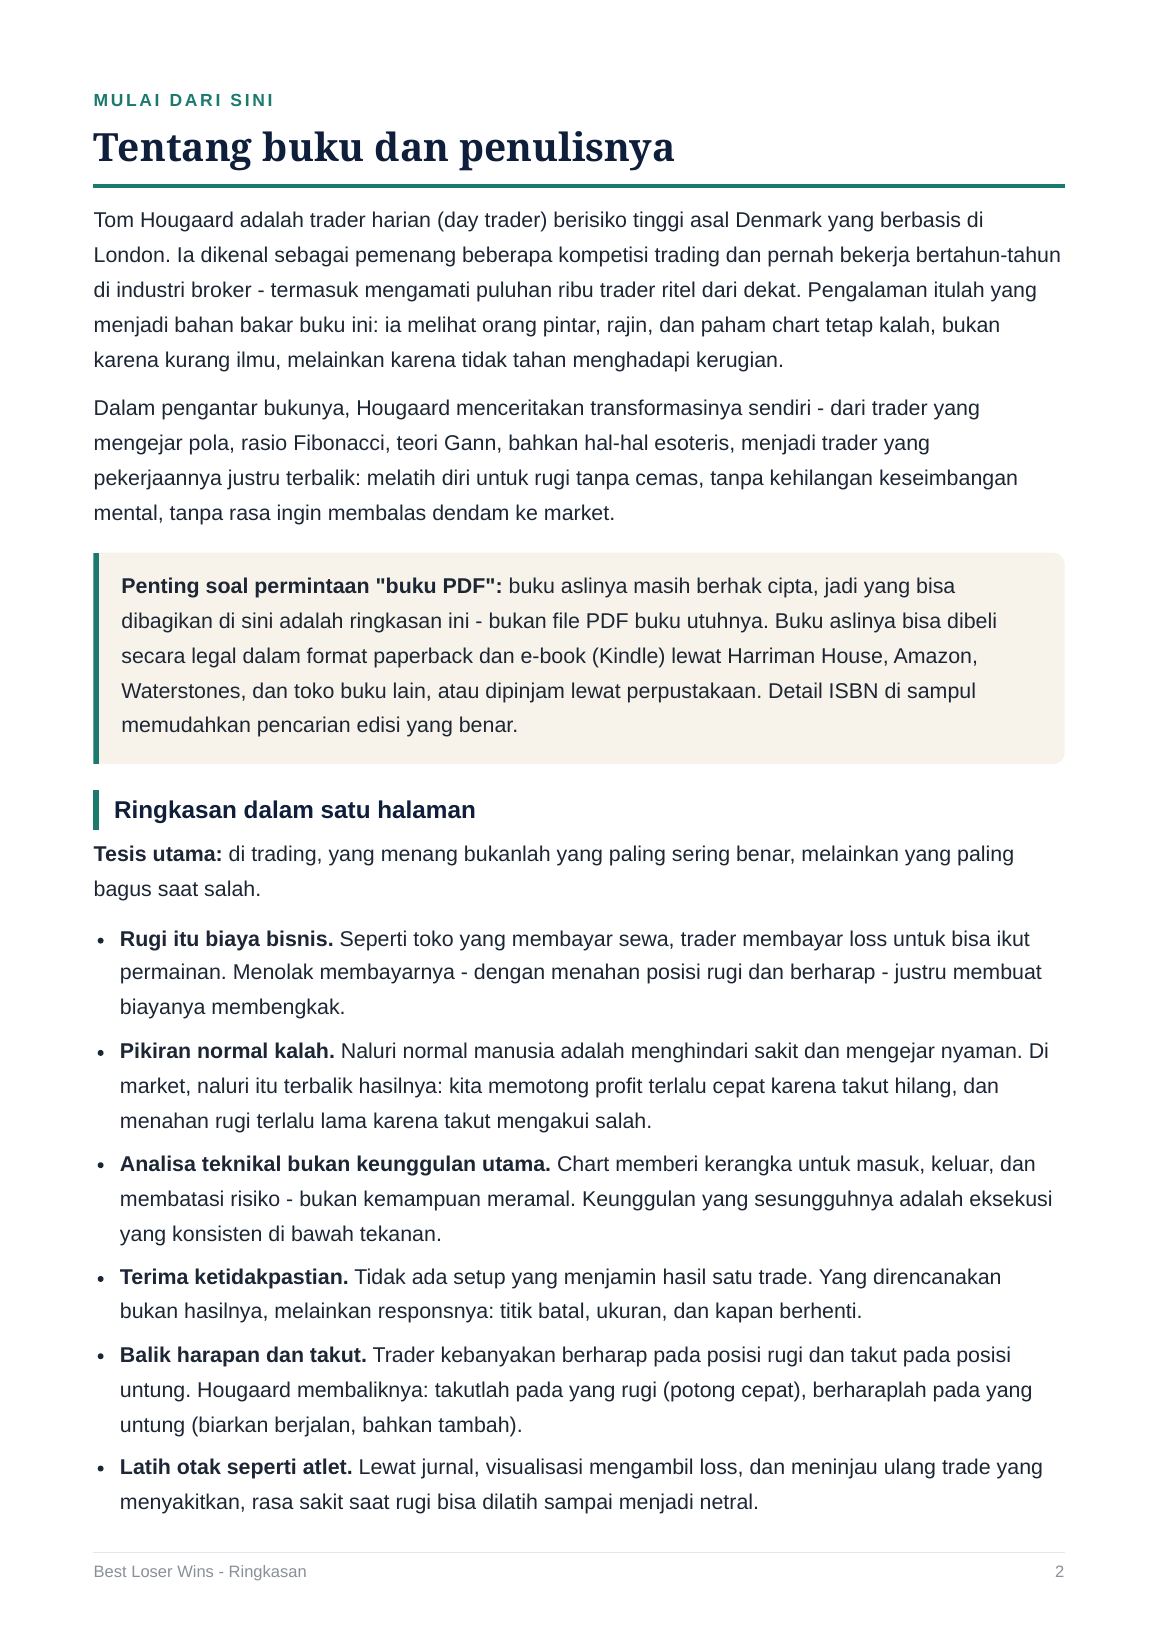 MULAI DARI SINI
Tentang buku dan penulisnya
Tom Hougaard adalah trader harian (day trader) berisiko tinggi asal Denmark yang berbasis di
London. Ia dikenal sebagai pemenang beberapa kompetisi trading dan pernah bekerja bertahun-tahun
di industri broker - termasuk mengamati puluhan ribu trader ritel dari dekat. Pengalaman itulah yang
menjadi bahan bakar buku ini: ia melihat orang pintar, rajin, dan paham chart tetap kalah, bukan
karena kurang ilmu, melainkan karena tidak tahan menghadapi kerugian.
Dalam pengantar bukunya, Hougaard menceritakan transformasinya sendiri - dari trader yang
mengejar pola, rasio Fibonacci, teori Gann, bahkan hal-hal esoteris, menjadi trader yang
pekerjaannya justru terbalik: melatih diri untuk rugi tanpa cemas, tanpa kehilangan keseimbangan
mental, tanpa rasa ingin membalas dendam ke market.
Penting soal permintaan "buku PDF": buku aslinya masih berhak cipta, jadi yang bisa
dibagikan di sini adalah ringkasan ini - bukan file PDF buku utuhnya. Buku aslinya bisa dibeli
secara legal dalam format paperback dan e-book (Kindle) lewat Harriman House, Amazon,
Waterstones, dan toko buku lain, atau dipinjam lewat perpustakaan. Detail ISBN di sampul
memudahkan pencarian edisi yang benar.
Ringkasan dalam satu halaman
Tesis utama: di trading, yang menang bukanlah yang paling sering benar, melainkan yang paling
bagus saat salah.
• Rugi itu biaya bisnis. Seperti toko yang membayar sewa, trader membayar loss untuk bisa ikut
permainan. Menolak membayarnya - dengan menahan posisi rugi dan berharap - justru membuat
biayanya membengkak.
• Pikiran normal kalah. Naluri normal manusia adalah menghindari sakit dan mengejar nyaman. Di
market, naluri itu terbalik hasilnya: kita memotong profit terlalu cepat karena takut hilang, dan
menahan rugi terlalu lama karena takut mengakui salah.
• Analisa teknikal bukan keunggulan utama. Chart memberi kerangka untuk masuk, keluar, dan
membatasi risiko - bukan kemampuan meramal. Keunggulan yang sesungguhnya adalah eksekusi
yang konsisten di bawah tekanan.
• Terima ketidakpastian. Tidak ada setup yang menjamin hasil satu trade. Yang direncanakan
bukan hasilnya, melainkan responsnya: titik batal, ukuran, dan kapan berhenti.
• Balik harapan dan takut. Trader kebanyakan berharap pada posisi rugi dan takut pada posisi
untung. Hougaard membaliknya: takutlah pada yang rugi (potong cepat), berharaplah pada yang
untung (biarkan berjalan, bahkan tambah).
• Latih otak seperti atlet. Lewat jurnal, visualisasi mengambil loss, dan meninjau ulang trade yang
menyakitkan, rasa sakit saat rugi bisa dilatih sampai menjadi netral.
Best Loser Wins - Ringkasan
2